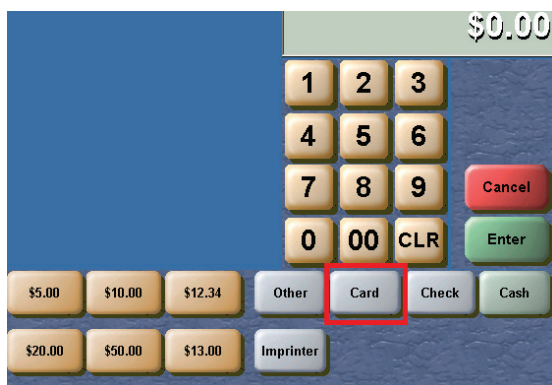 $0.00
1 2 3
4 5 6
7 8 9 Cancel
0 00 CLR Enter
$5.00 $10.00 $12.34 Other Card Check Cash
$20.00 $50.00 $13.00 Imprinter